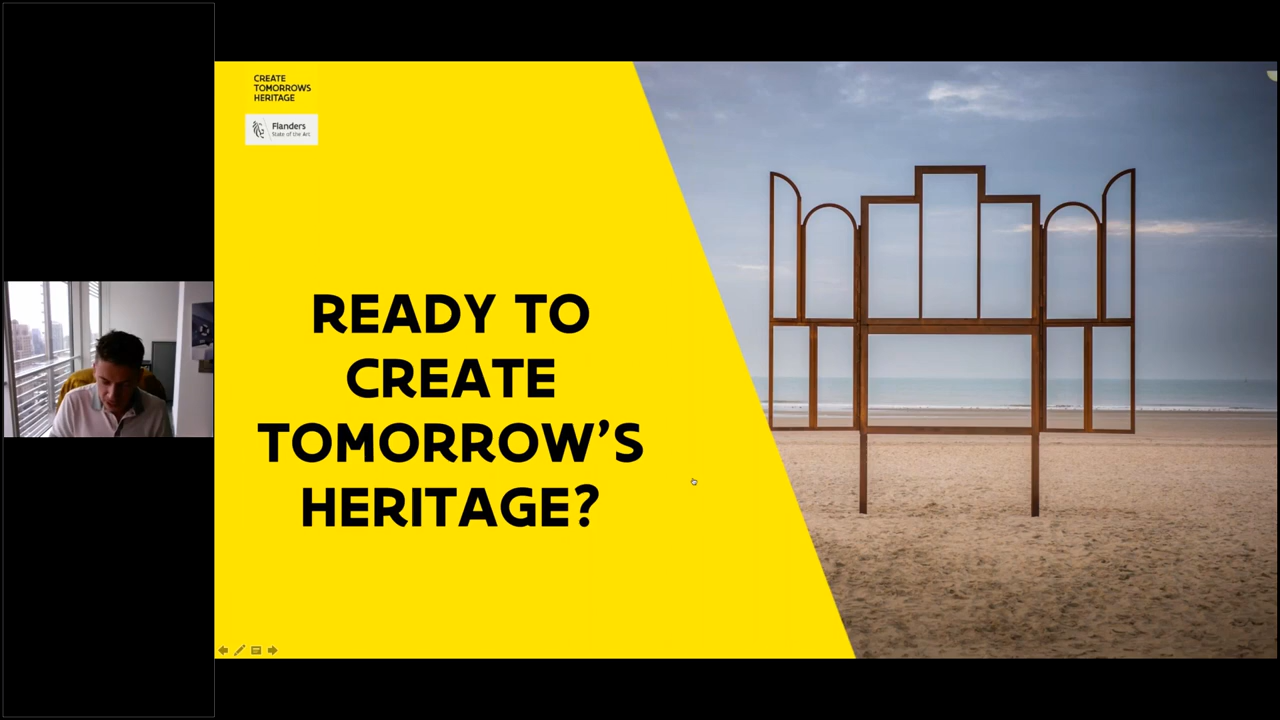 CREATE
TOMORROWS
HERITAGE
Flanders
State of the Art
READY TO
CREATE
TOMORROW’S
HERITAGE?